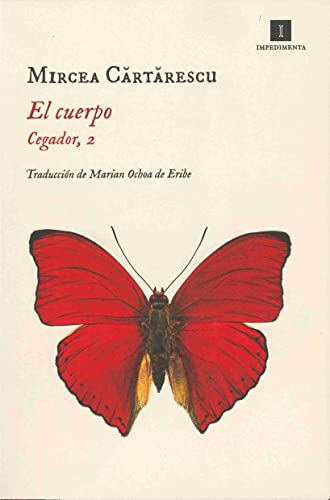 I
IMPEDIMENTA
Mircea Cărtărescu
El cuerpo
Cegador, 2
Traducción de Marian Ochoa de Eribe